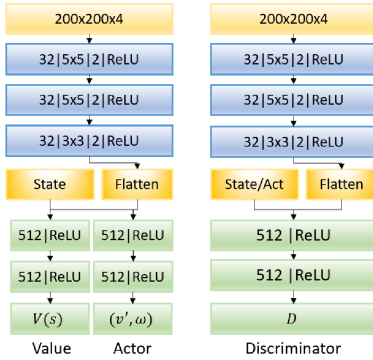 200x200x4
32|5x5|2|ReLU
32|5x5|2|ReLU
32|3x3|2|ReLU
State
Flatten
512|ReLU
512|ReLU
512|ReLU
512|ReLU
V(s)
(v′, ω)
Value
Actor
200x200x4
32|5x5|2|ReLU
32|5x5|2|ReLU
32|3x3|2|ReLU
State/Act
Flatten
512 |ReLU
512 |ReLU
D
Discriminator